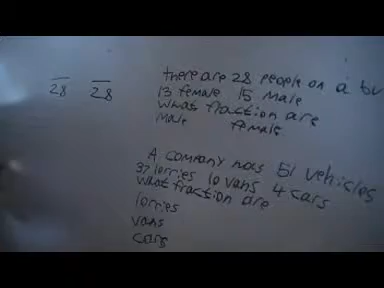 28 28
there are 28 people on a bu
13 female 15 male
what fraction are
male female
A company has 51 vehicles
37 lorries 10 vans 4 cars
what fraction are
lorries
vans
cars